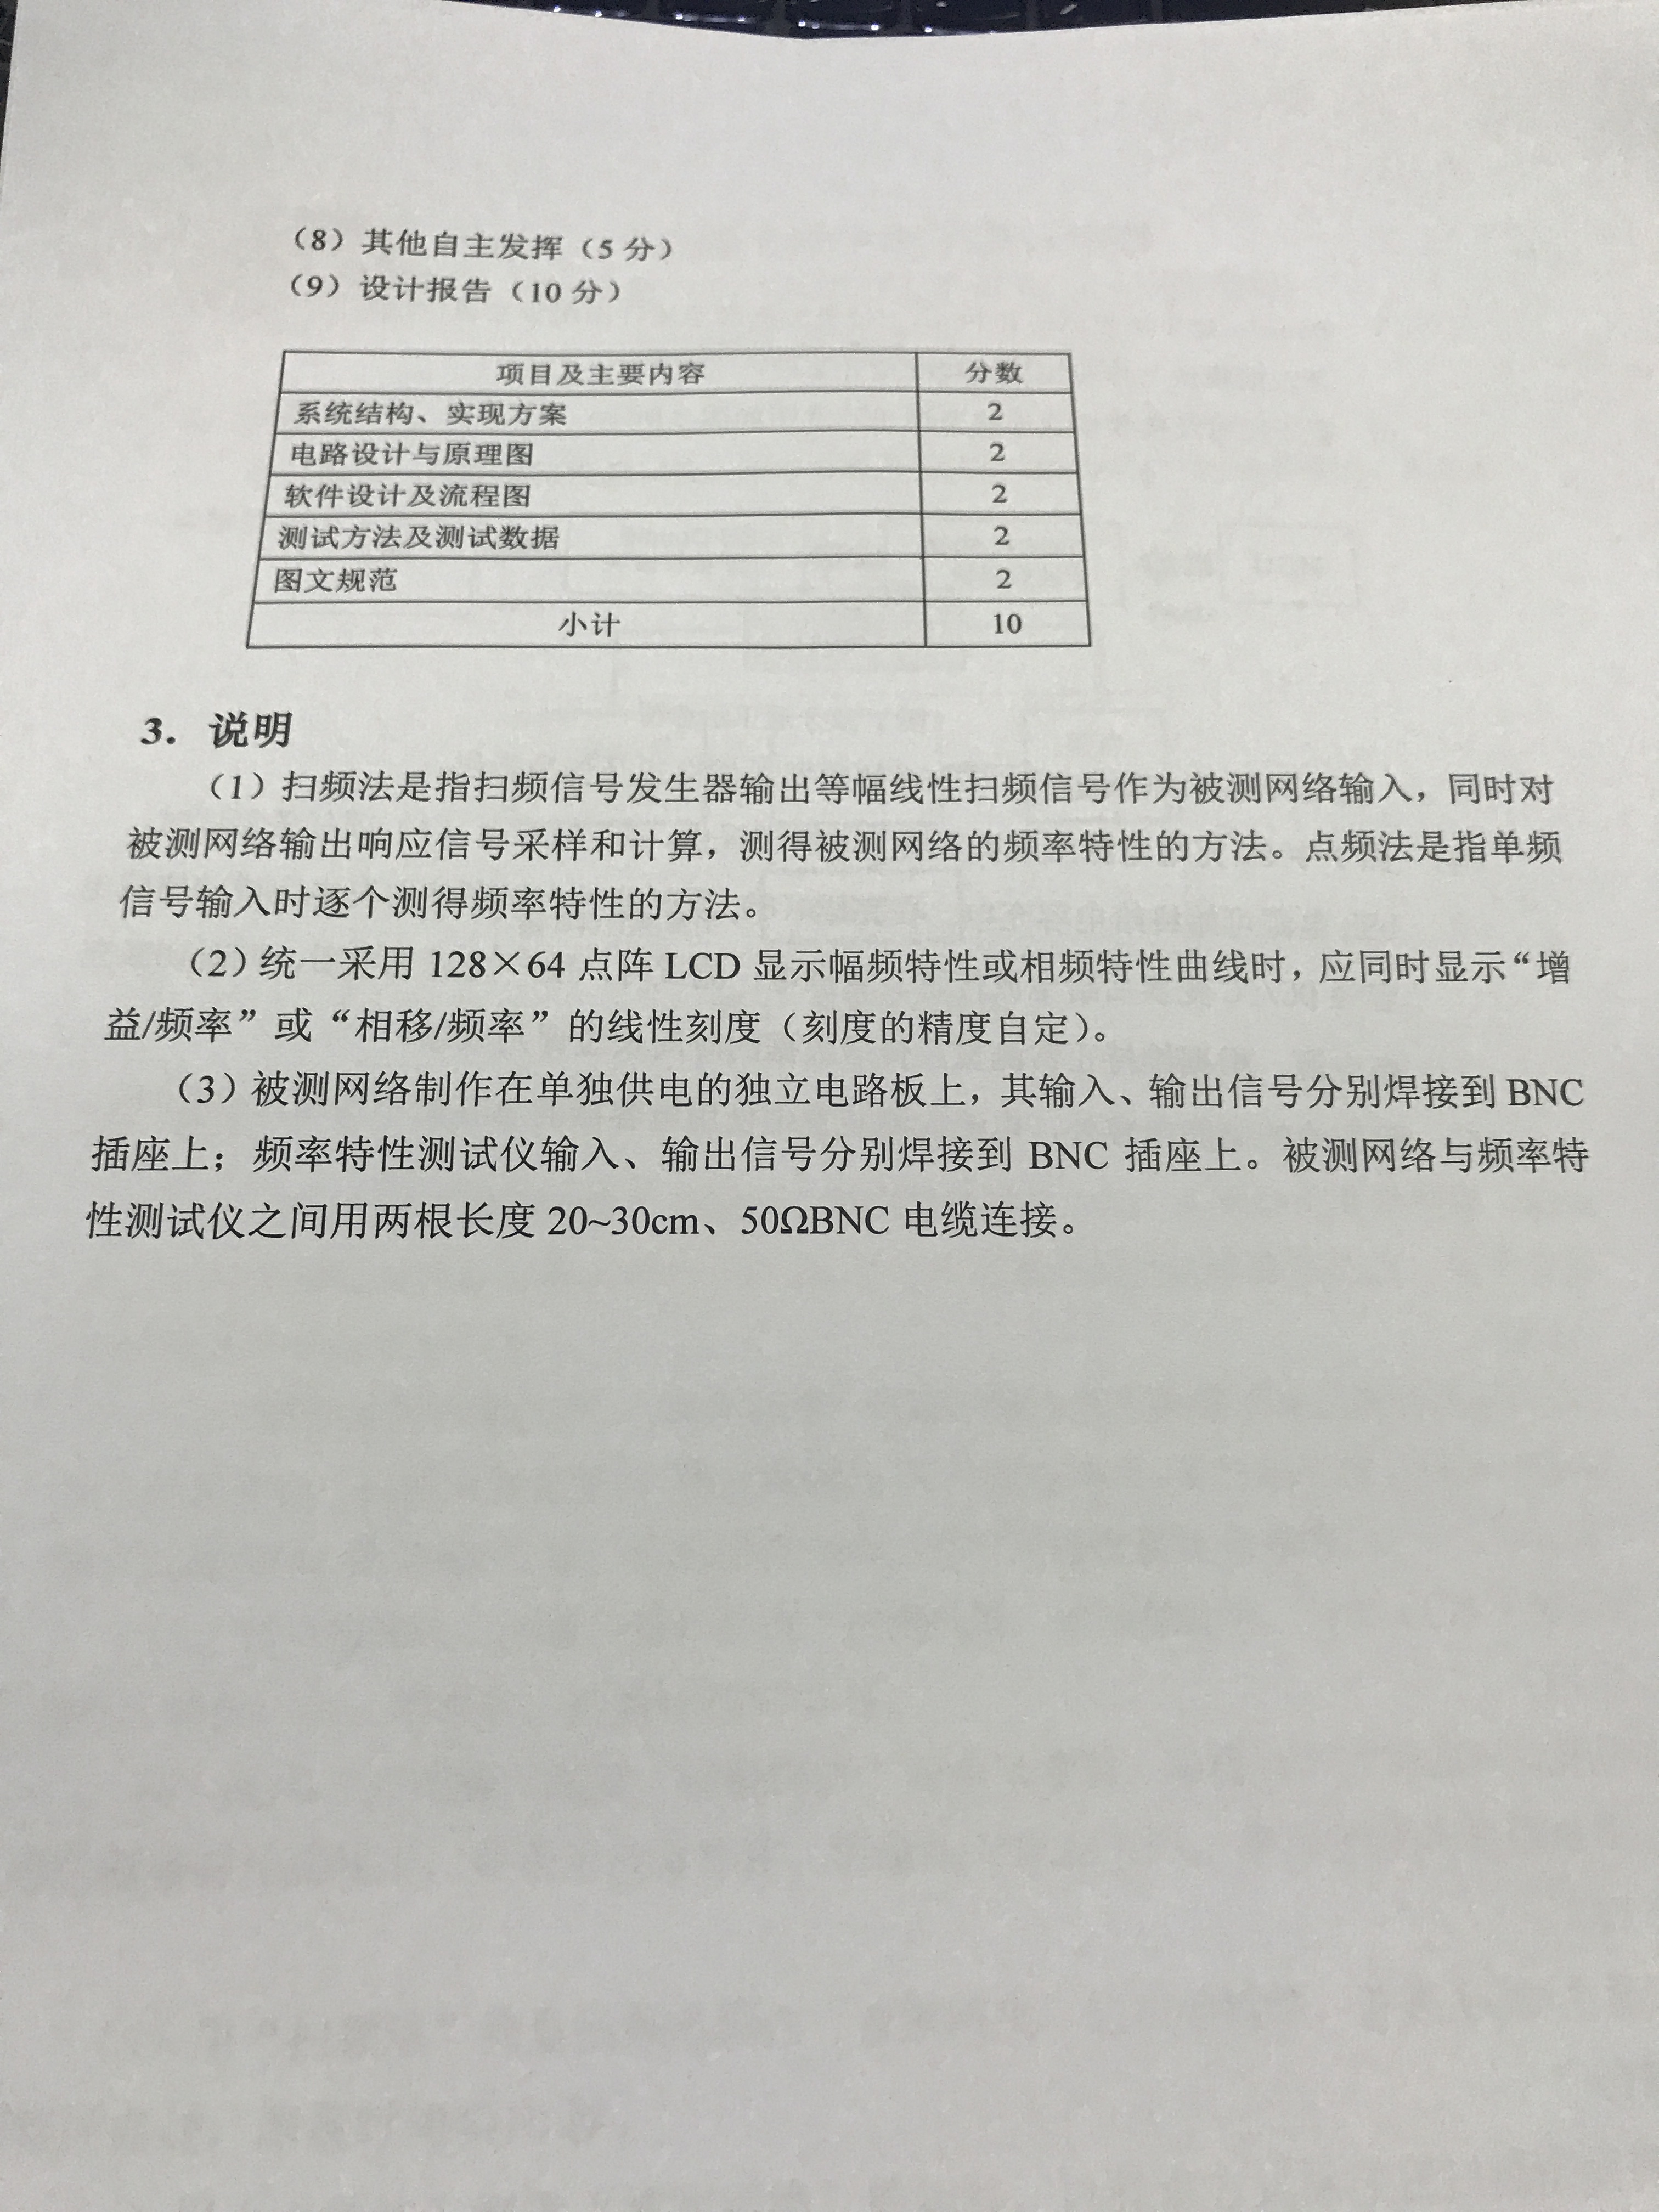 （8）其他自主发挥（5 分）
（9）设计报告（10 分）
项目及主要内容 分数
系统结构、实现方案 2
电路设计与原理图 2
软件设计及流程图 2
测试方法及测试数据 2
图文规范 2
小计 10
3. 说明
（1）扫频法是指扫频信号发生器输出等幅线性扫频信号作为被测网络输入，同时对
被测网络输出响应信号采样和计算，测得被测网络的频率特性的方法。点频法是指单频
信号输入时逐个测得频率特性的方法。
（2）统一采用 128×64 点阵 LCD 显示幅频特性或相频特性曲线时，应同时显示“增
益/频率”或“相移/频率”的线性刻度（刻度的精度自定）。
（3）被测网络制作在单独供电的独立电路板上，其输入、输出信号分别焊接到 BNC
插座上；频率特性测试仪输入、输出信号分别焊接到 BNC 插座上。被测网络与频率特
性测试仪之间用两根长度 20~30cm、50ΩBNC 电缆连接。